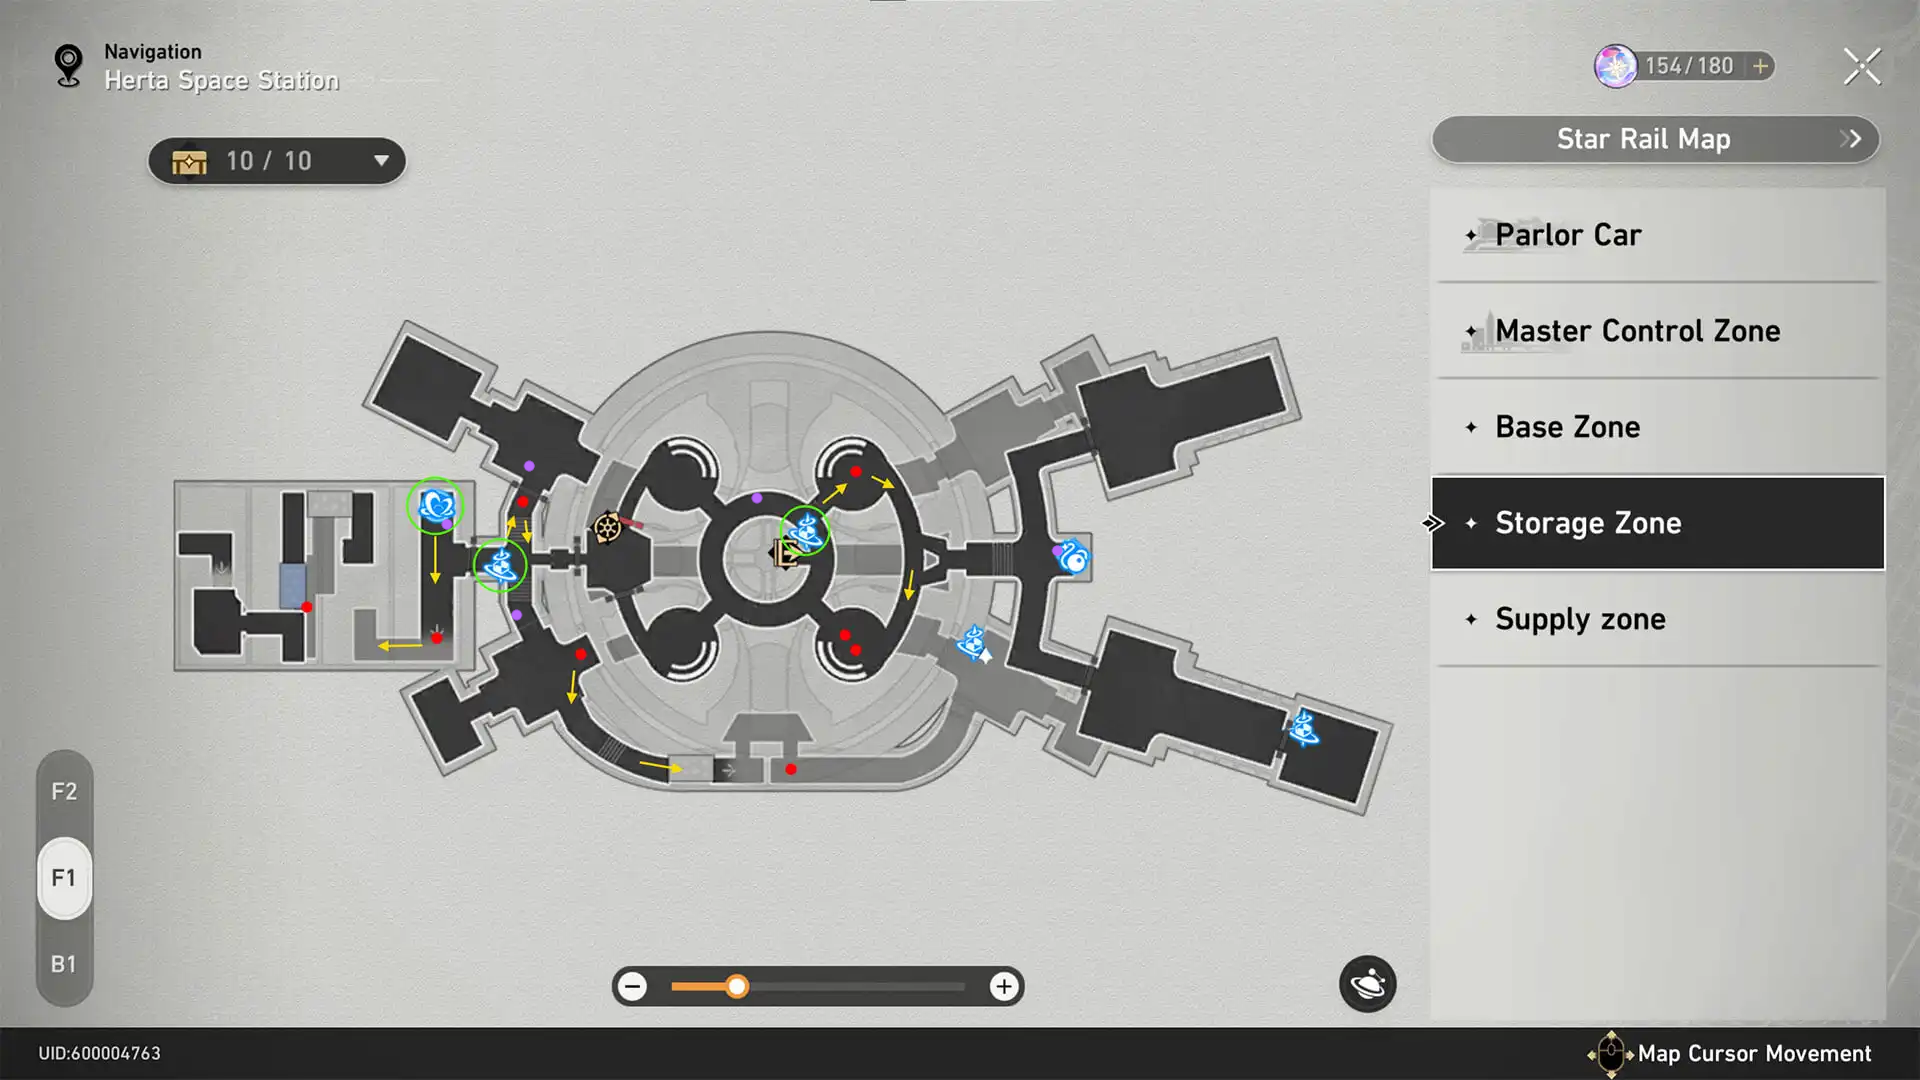 Navigation
Herta Space Station
154/180
Star Rail Map
10 / 10
Parlor Car
Master Control Zone
Base Zone
Storage Zone
Supply zone
F2
F1
B1
UID:600004763
Map Cursor Movement